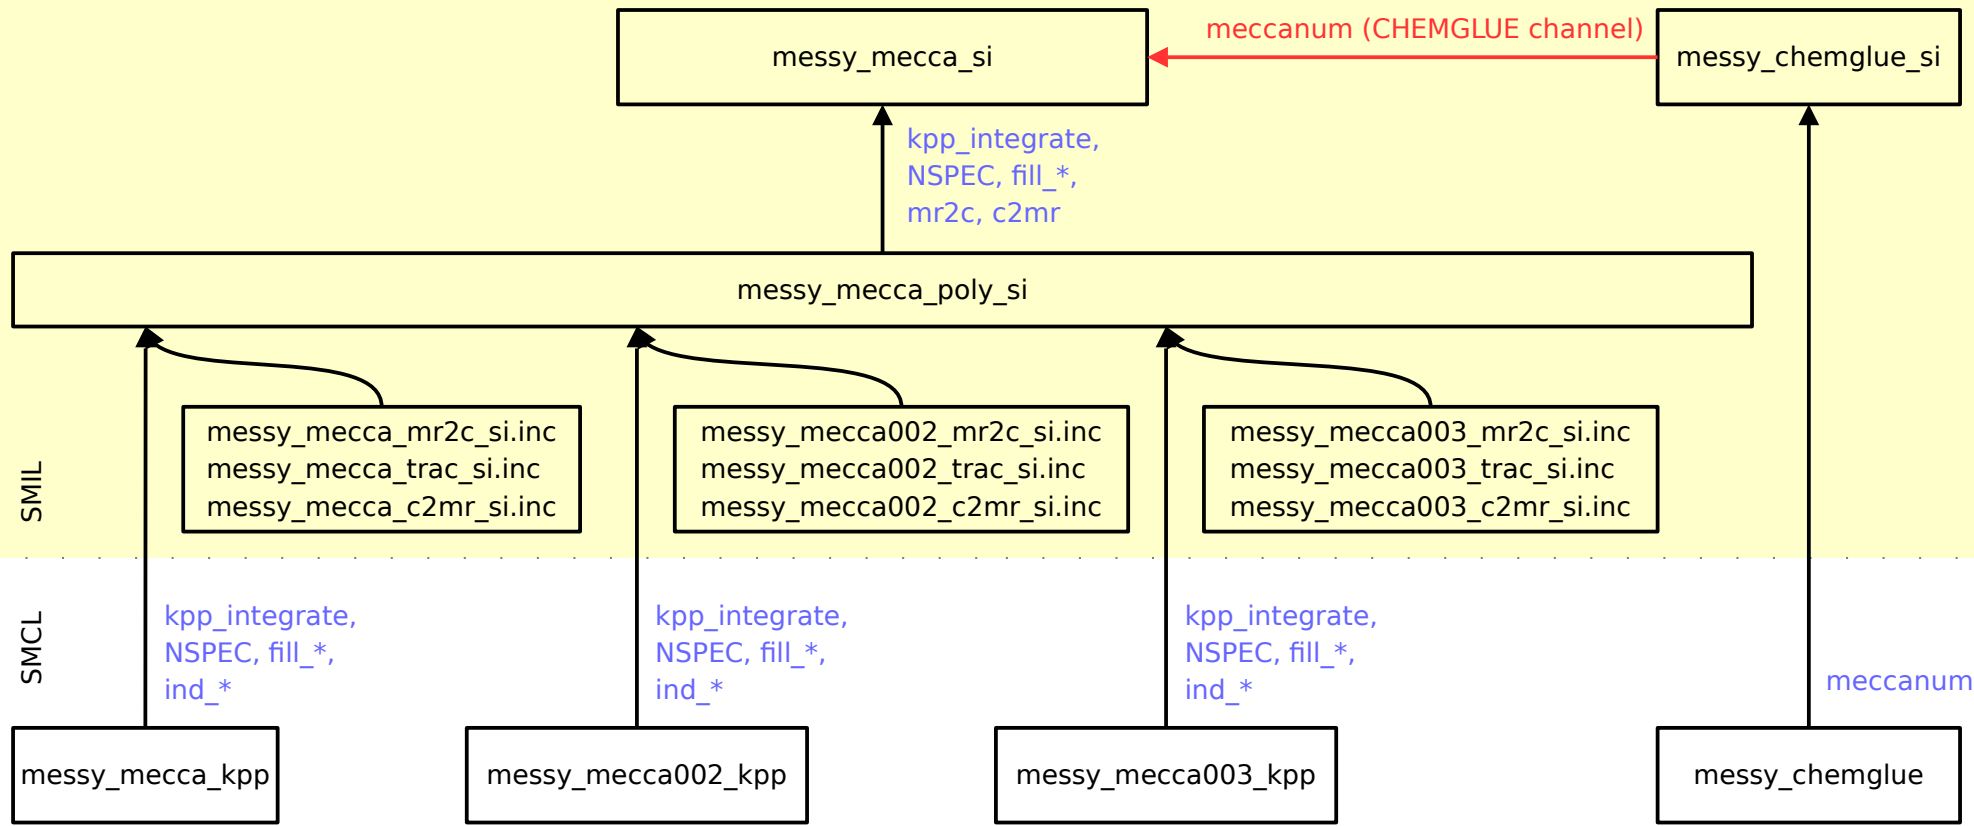 messy_mecca_si
meccanum (CHEMGLUE channel)
messy_chemglue_si
kpp_integrate,
NSPEC, fill_*,
mr2c, c2mr
messy_mecca_poly_si
messy_mecca_mr2c_si.inc
messy_mecca_trac_si.inc
messy_mecca_c2mr_si.inc
messy_mecca002_mr2c_si.inc
messy_mecca002_trac_si.inc
messy_mecca002_c2mr_si.inc
messy_mecca003_mr2c_si.inc
messy_mecca003_trac_si.inc
messy_mecca003_c2mr_si.inc
SMIL
SMCL
kpp_integrate,
NSPEC, fill_*,
ind_*
kpp_integrate,
NSPEC, fill_*,
ind_*
kpp_integrate,
NSPEC, fill_*,
ind_*
meccanum
messy_mecca_kpp
messy_mecca002_kpp
messy_mecca003_kpp
messy_chemglue